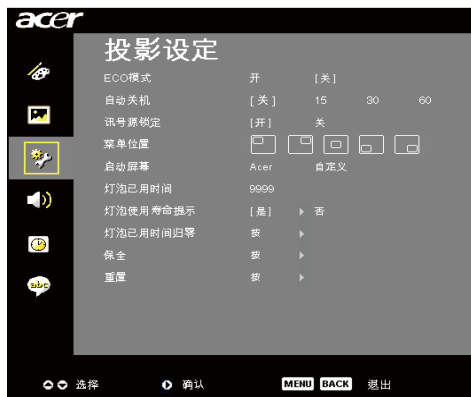 acer
投影设定
ECO模式 开 [关]
自动关机 [关] 15 30 60
讯号源锁定 [开] 关
菜单位置
启动屏幕 Acer 自定义
灯泡已用时间 9999
灯泡使用寿命提示 [是] 否
灯泡已用时间归零 按
保全 按
重置 按
abc
选择 确认 MENU BACK 退出